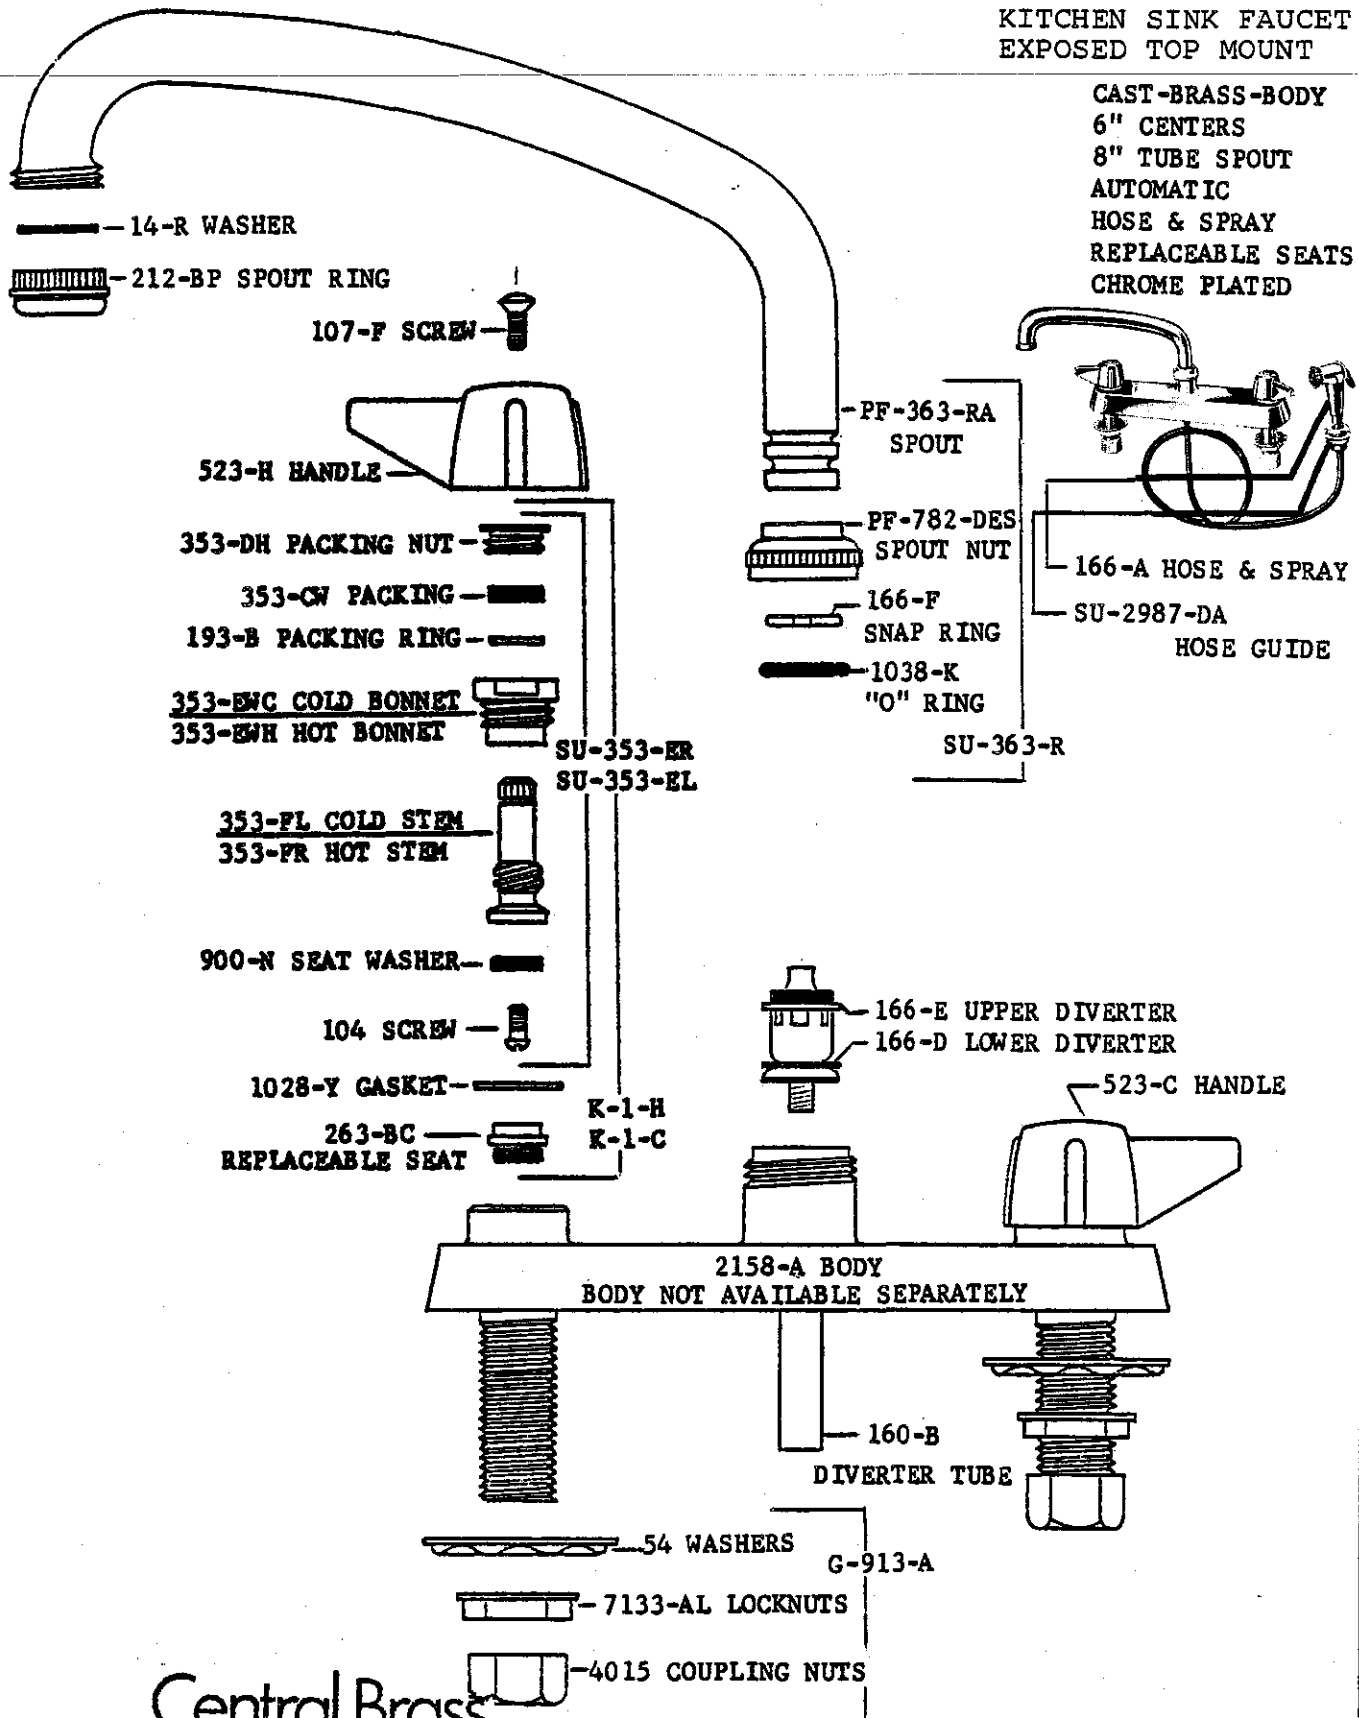 KITCHEN SINK FAUCET
EXPOSED TOP MOUNT
CAST-BRASS-BODY
6" CENTERS
8" TUBE SPOUT
AUTOMATIC
HOSE & SPRAY
REPLACEABLE SEATS
CHROME PLATED
14-R WASHER
212-BP SPOUT RING
107-F SCREW
523-H HANDLE
353-DH PACKING NUT
353-CW PACKING
193-B PACKING RING
353-EWC COLD BONNET
353-EWH HOT BONNET
SU-353-ER
SU-353-EL
353-FL COLD STEM
353-FR HOT STEM
900-N SEAT WASHER
104 SCREW
1028-Y GASKET
K-1-H
K-1-C
263-BC
REPLACEABLE SEAT
PF-363-RA
SPOUT
PF-782-DES
SPOUT NUT
166-F
SNAP RING
1038-K
"O" RING
SU-363-R
166-A HOSE & SPRAY
SU-2987-DA
HOSE GUIDE
166-E UPPER DIVERTER
166-D LOWER DIVERTER
523-C HANDLE
2158-A BODY
BODY NOT AVAILABLE SEPARATELY
160-B
DIVERTER TUBE
54 WASHERS
G-913-A
7133-AL LOCKNUTS
4015 COUPLING NUTS
Central Brass